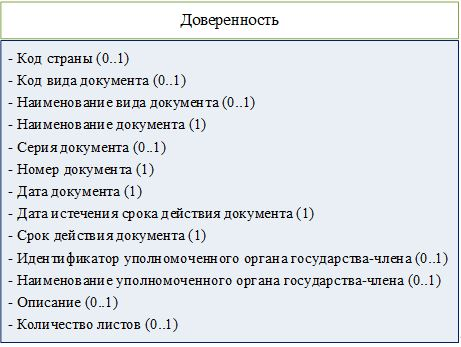 Доверенность
- Код страны (0..1)
- Код вида документа (0..1)
- Наименование вида документа (0..1)
- Наименование документа (1)
- Серия документа (0..1)
- Номер документа (1)
- Дата документа (1)
- Дата истечения срока действия документа (1)
- Срок действия документа (1)
- Идентификатор уполномоченного органа государства-члена (0..1)
- Наименование уполномоченного органа государства-члена (0..1)
- Описание (0..1)
- Количество листов (0..1)